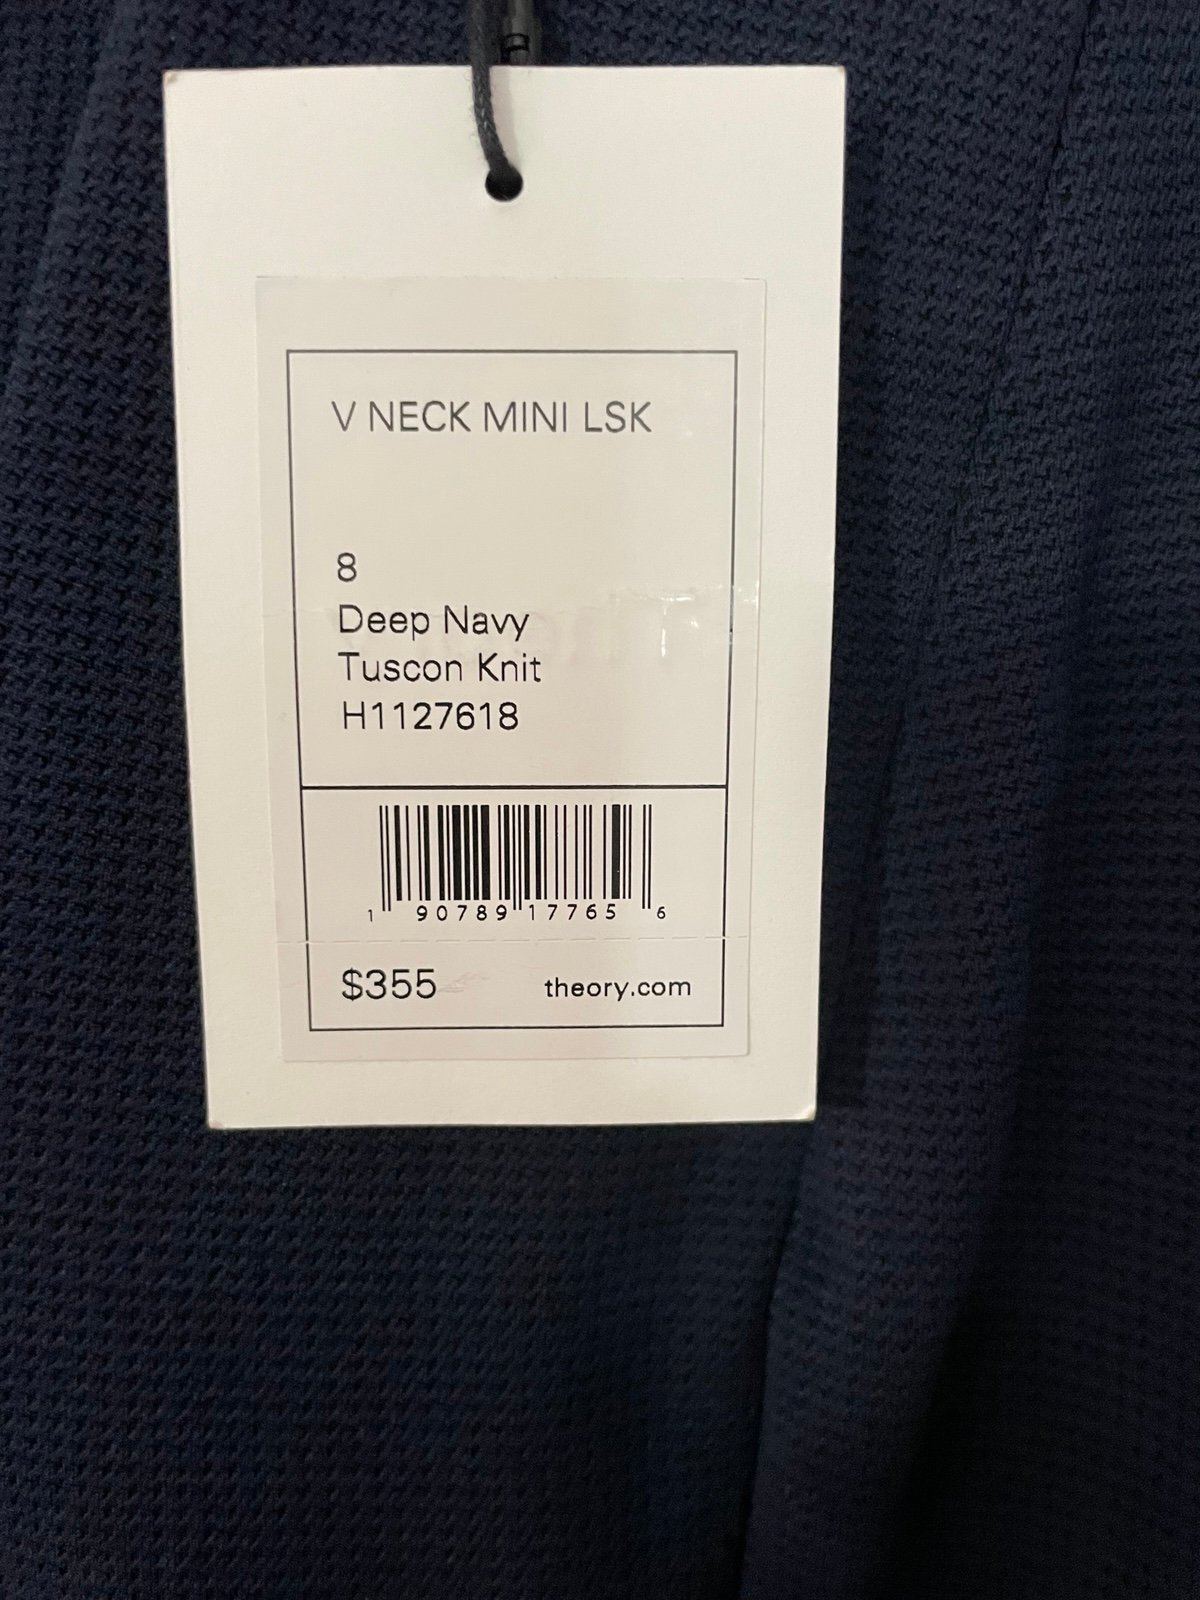 V NECK MINI LSK
8
Deep Navy
Tuscon Knit
H1127618
1 90789 17765 6
$355 theory.com